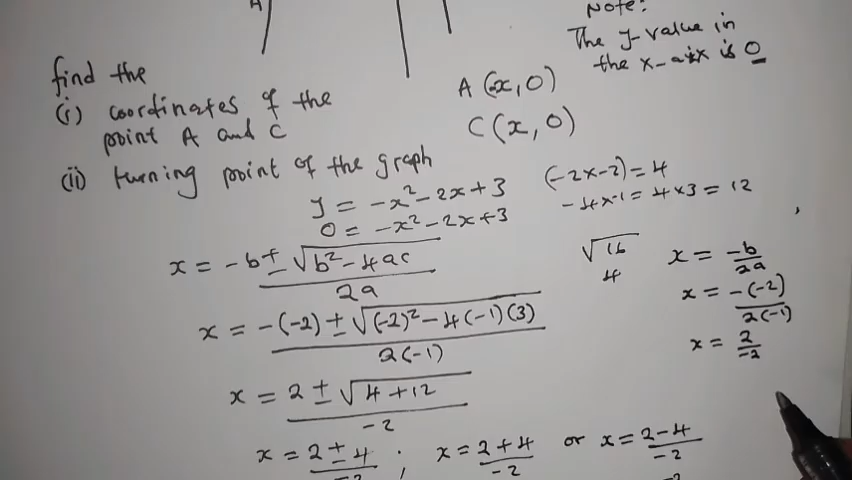 A
Note:
The y-value in
the x-axix is 0
find the
(i) coordinates of the
point A and C
A (x, 0)
C (x, 0)
(ii) turning point of the graph
y = -x² - 2x + 3
0 = -x² - 2x + 3
(-2x-2) = 4
-4x-1 = 4 x 3 = 12
x = -b ± √b² - 4ac / 2a
√16
4
x = -b / 2a
x = -(-2) ± √(-2)² - 4(-1)(3) / 2(-1)
x = -(-2) / 2(-1)
x = 2 / -2
x = 2 ± √4 + 12 / -2
x = 2 ± 4 / -2 ; x = 2 + 4 / -2 or x = 2 - 4 / -2